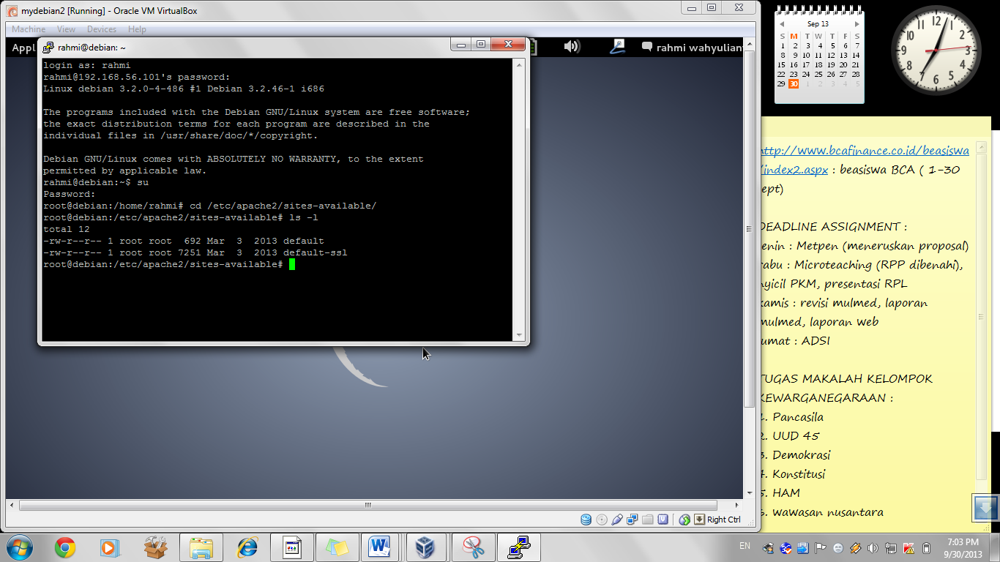 mydebian2 [Running] - Oracle VM VirtualBox
Machine View Devices Help
Appl
rahmi wahyulian
rahmi@debian: ~
login as: rahmi
rahmi@192.168.56.101's password:
Linux debian 3.2.0-4-486 #1 Debian 3.2.46-1 i686
The programs included with the Debian GNU/Linux system are free software;
the exact distribution terms for each program are described in the
individual files in /usr/share/doc/*/copyright.
Debian GNU/Linux comes with ABSOLUTELY NO WARRANTY, to the extent
permitted by applicable law.
rahmi@debian:~$ su
Password:
root@debian:/home/rahmi# cd /etc/apache2/sites-available/
root@debian:/etc/apache2/sites-available# ls -l
total 12
-rw-r--r-- 1 root root  692 Mar  3  2013 default
-rw-r--r-- 1 root root 7251 Mar  3  2013 default-ssl
root@debian:/etc/apache2/sites-available#
Right Ctrl
Sep 13
S M T W T F S
1 2 3 4 5 6 7
8 9 10 11 12 13 14
15 16 17 18 19 20 21
22 23 24 25 26 27 28
29 30 1 2 3 4 5
12 1 2 3 4 5 6 7 8 9 10 11
http://www.bcafinance.co.id/beasiswa
/index2.aspx : beasiswa BCA ( 1-30
ept)
DEADLINE ASSIGNMENT :
enin : Metpen (meneruskan proposal)
rabu : Microteaching (RPP dibenahi),
nyicil PKM, presentasi RPL
kamis : revisi mulmed, laporan
mulmed, laporan web
umat : ADSI
TUGAS MAKALAH KELOMPOK
KEWARGANEGARAAN :
1. Pancasila
2. UUD 45
3. Demokrasi
4. Konstitusi
5. HAM
6. wawasan nusantara
EN
7:03 PM
9/30/2013